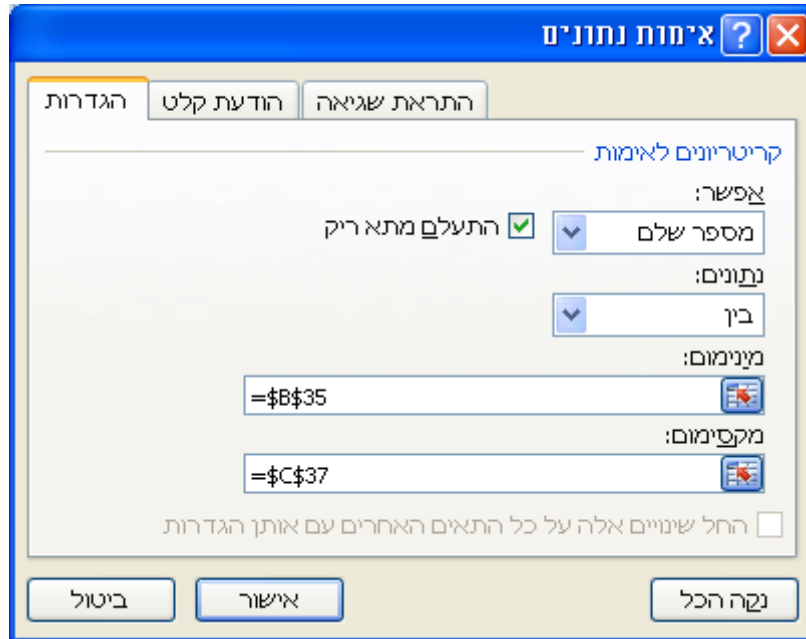 אימות נתונים
הגדרות הודעת קלט התראת שגיאה
קריטריונים לאימות
אפשר:
מספר שלם התעלם מתא ריק
נתונים:
בין
מינימום:
=$B$35
מקסימום:
=$C$37
החל שינויים אלה על כל התאים האחרים עם אותן הגדרות
נקה הכל אישור ביטול